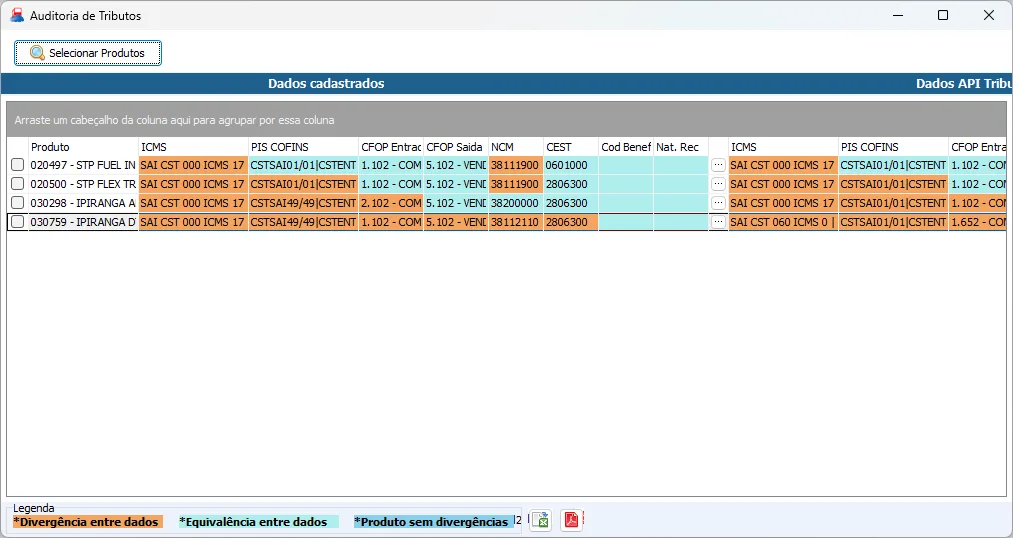 Auditoria de Tributos
Selecionar Produtos
Dados cadastrados Dados API Tribu
Arraste um cabeçalho da coluna aqui para agrupar por essa coluna
Produto ICMS PIS COFINS CFOP Entrac CFOP Saida NCM CEST Cod Benef Nat. Rec ICMS PIS COFINS CFOP Entra
020497 - STP FUEL IN SAI CST 000 ICMS 17 CSTSAI01/01|CSTENT 1.102 - COM 5.102 - VEND 38111900 0601000 ... SAI CST 000 ICMS 17 CSTSAI01/01|CSTENT 1.102 - COM
020500 - STP FLEX TR SAI CST 000 ICMS 17 CSTSAI01/01|CSTENT 1.102 - COM 5.102 - VEND 38111900 2806300 ... SAI CST 000 ICMS 17 CSTSAI01/01|CSTENT 1.102 - COM
030298 - IPIRANGA A SAI CST 000 ICMS 17 CSTSAI49/49|CSTENT 2.102 - COM 5.102 - VEND 38200000 2806300 ... SAI CST 000 ICMS 17 CSTSAI01/01|CSTENT 1.102 - COM
030759 - IPIRANGA D SAI CST 000 ICMS 17 CSTSAI49/49|CSTENT 1.102 - COM 5.102 - VEND 38112110 2806300 ... SAI CST 060 ICMS 0 | CSTSAI01/01|CSTENT 1.652 - COM
Legenda
*Divergência entre dados *Equivalência entre dados *Produto sem divergências